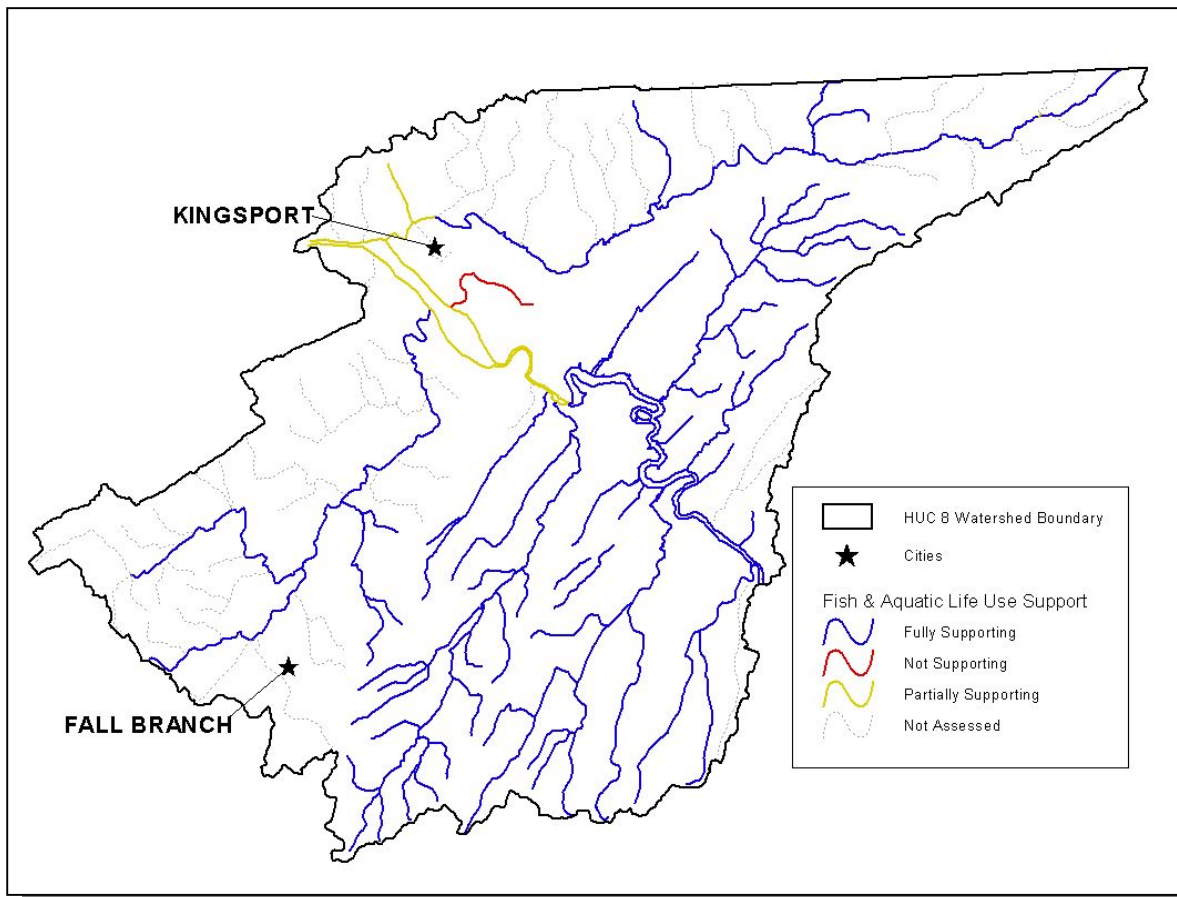 KINGSPORT
FALL BRANCH
HUC 8 Watershed Boundary
Cities
Fish & Aquatic Life Use Support
Fully Supporting
Not Supporting
Partially Supporting
Not Assessed